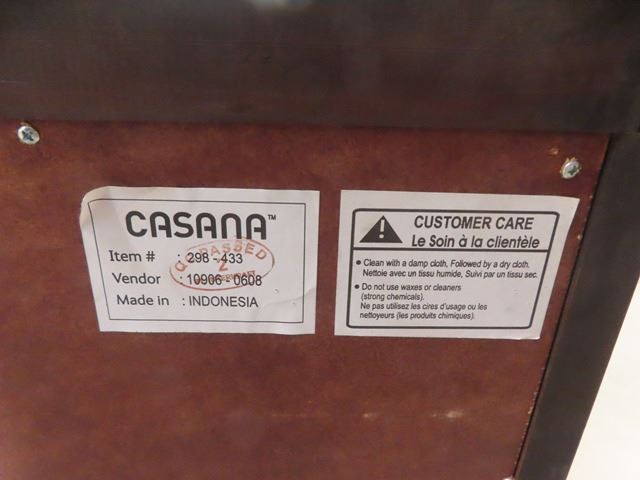 CASANA™
Item # : 298 - 433
Vendor : 10906 - 0608
Made in : INDONESIA
QC PASSED
2
CUSTOMER CARE
Le Soin à la clientèle
• Clean with a damp cloth, Followed by a dry cloth.
Nettoie avec un tissu humide, Suivi par un tissu sec.
• Do not use waxes or cleaners
(strong chemicals).
Ne pas utilisez les cires d'usage ou les
nettoyeurs (les produits chimiques).